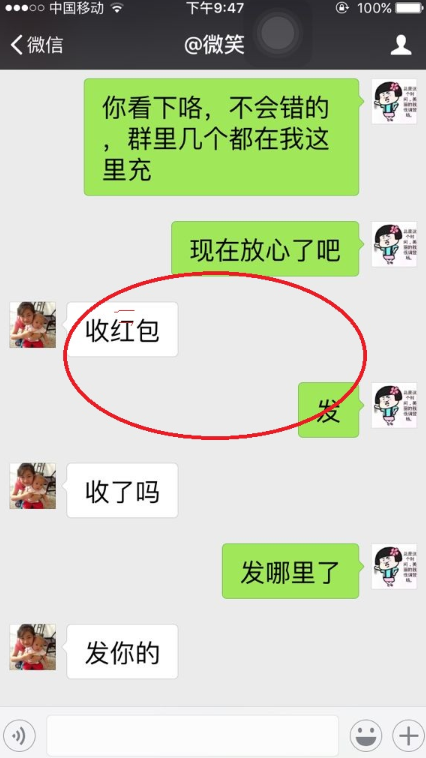 中国移动
下午9:47
100%
微信
@微笑
你看下咯，不会错的
，群里几个都在我这
里充
现在放心了吧
收红包
发
收了吗
发哪里了
发你的